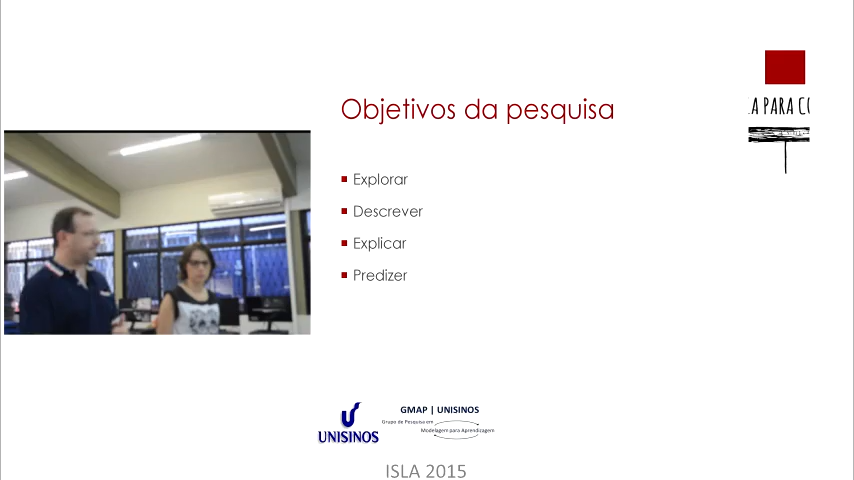 Objetivos da pesquisa
A PARA CO
Explorar
Descrever
Explicar
Predizer
UNISINOS
GMAP | UNISINOS
Grupo de Pesquisa em
Modelagem para Aprendizagem
ISLA 2015